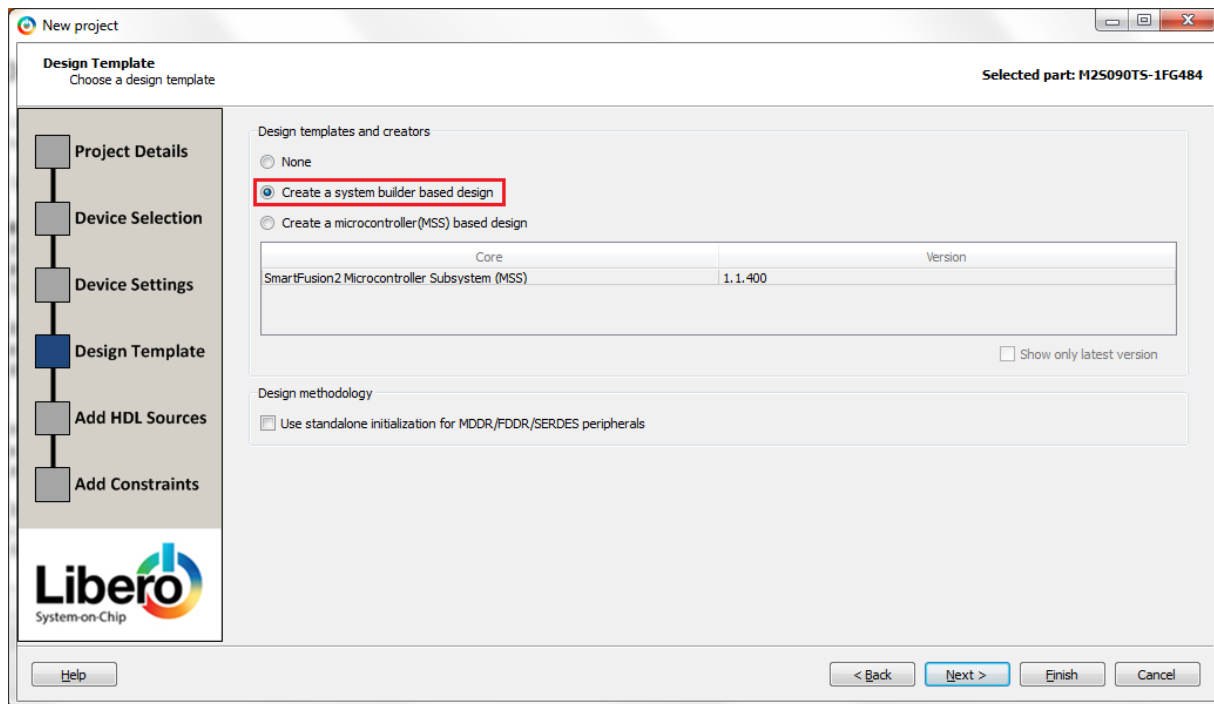 New project
Design Template
Choose a design template
Selected part: M2S090TS-1FG484
Project Details
Device Selection
Device Settings
Design Template
Add HDL Sources
Add Constraints
Libero
System-on-Chip
Design templates and creators
None
Create a system builder based design
Create a microcontroller(MSS) based design
Core Version
SmartFusion2 Microcontroller Subsystem (MSS) 1.1.400
Show only latest version
Design methodology
Use standalone initialization for MDDR/FDDR/SERDES peripherals
Help < Back Next > Finish Cancel